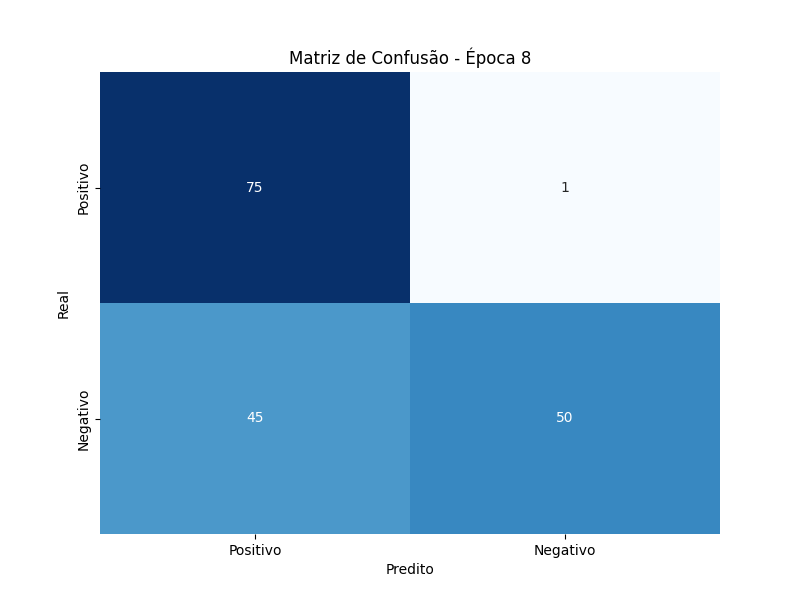 Matriz de Confusão - Época 8
Real
Positivo
75
1
Negativo
45
50
Positivo
Negativo
Predito